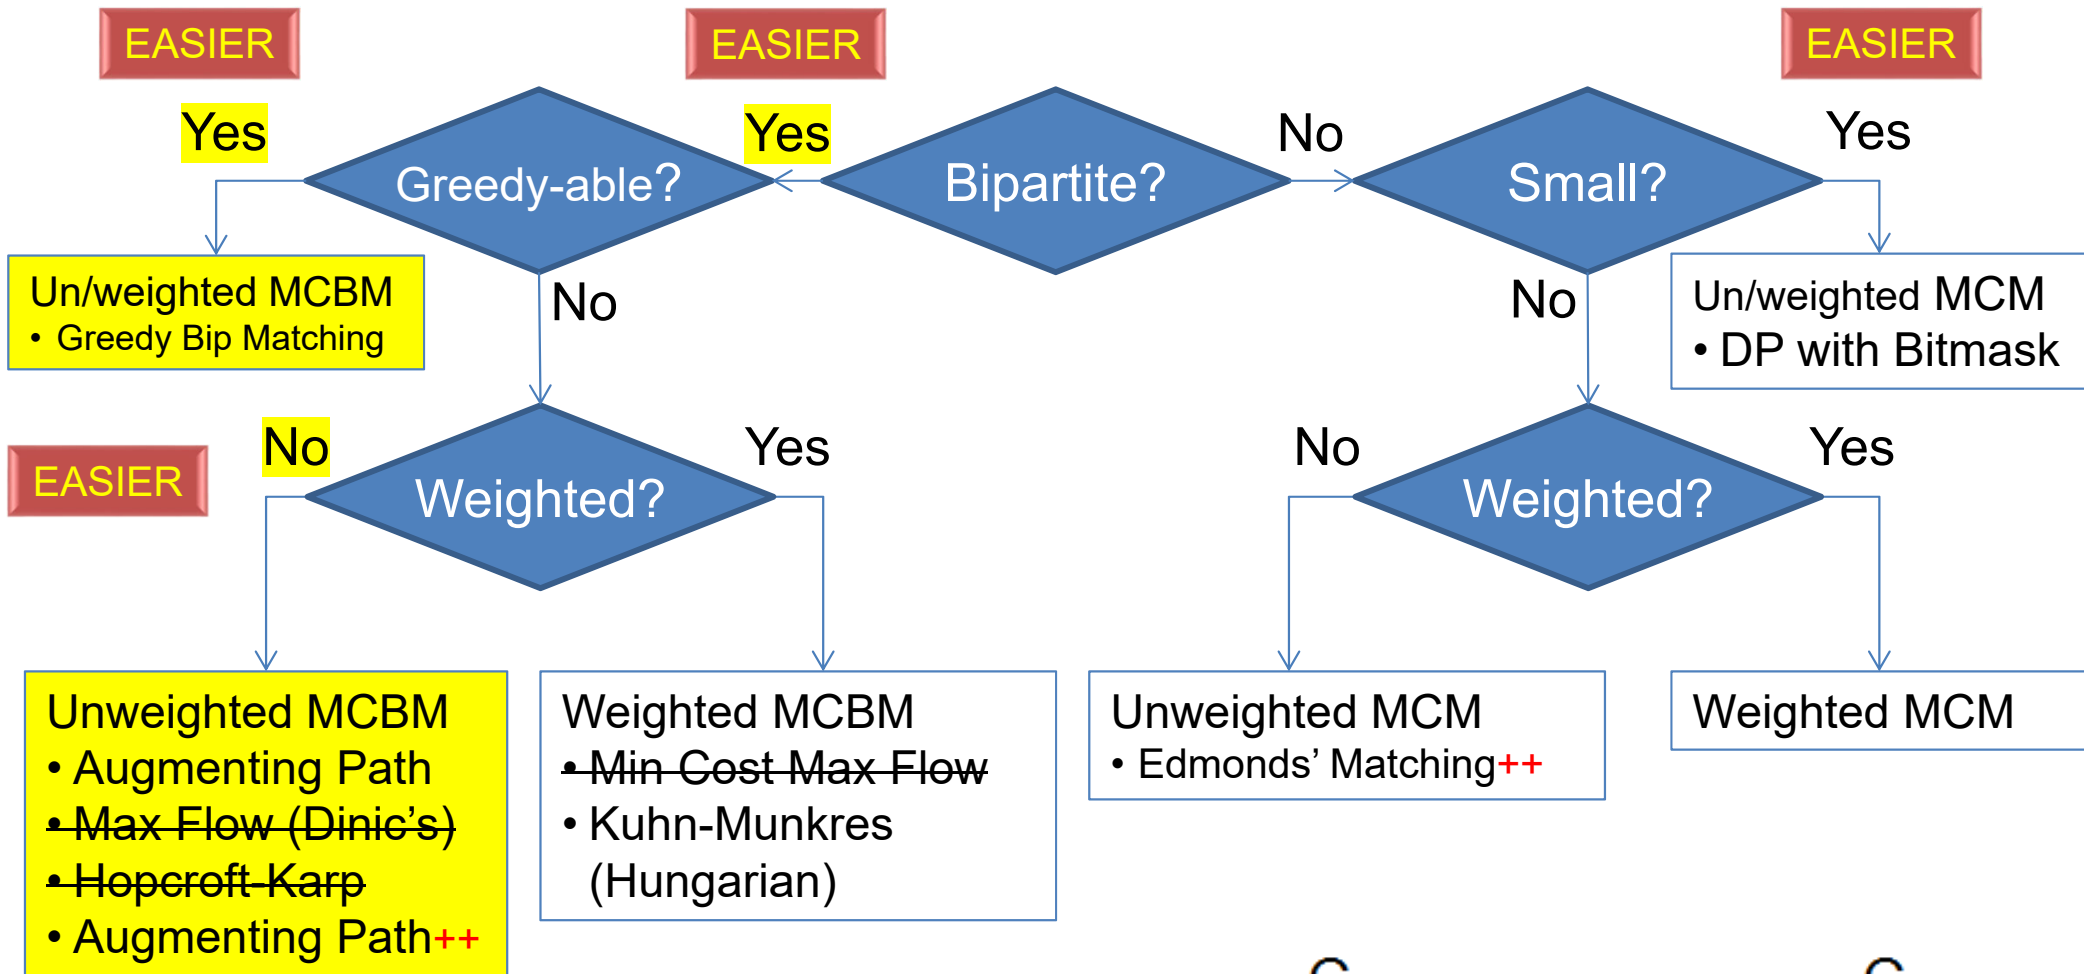 EASIER
EASIER
EASIER
Yes
Yes
No
Yes
Greedy-able?
Bipartite?
Small?
Un/weighted MCBM
• Greedy Bip Matching
No
No
Un/weighted MCM
• DP with Bitmask
EASIER
No
Yes
No
Yes
Weighted?
Weighted?
Unweighted MCBM
• Augmenting Path
• Max Flow (Dinic's)
• Hopcroft-Karp
• Augmenting Path++
Weighted MCBM
• Min Cost Max Flow
• Kuhn-Munkres
(Hungarian)
Unweighted MCM
• Edmonds' Matching++
Weighted MCM